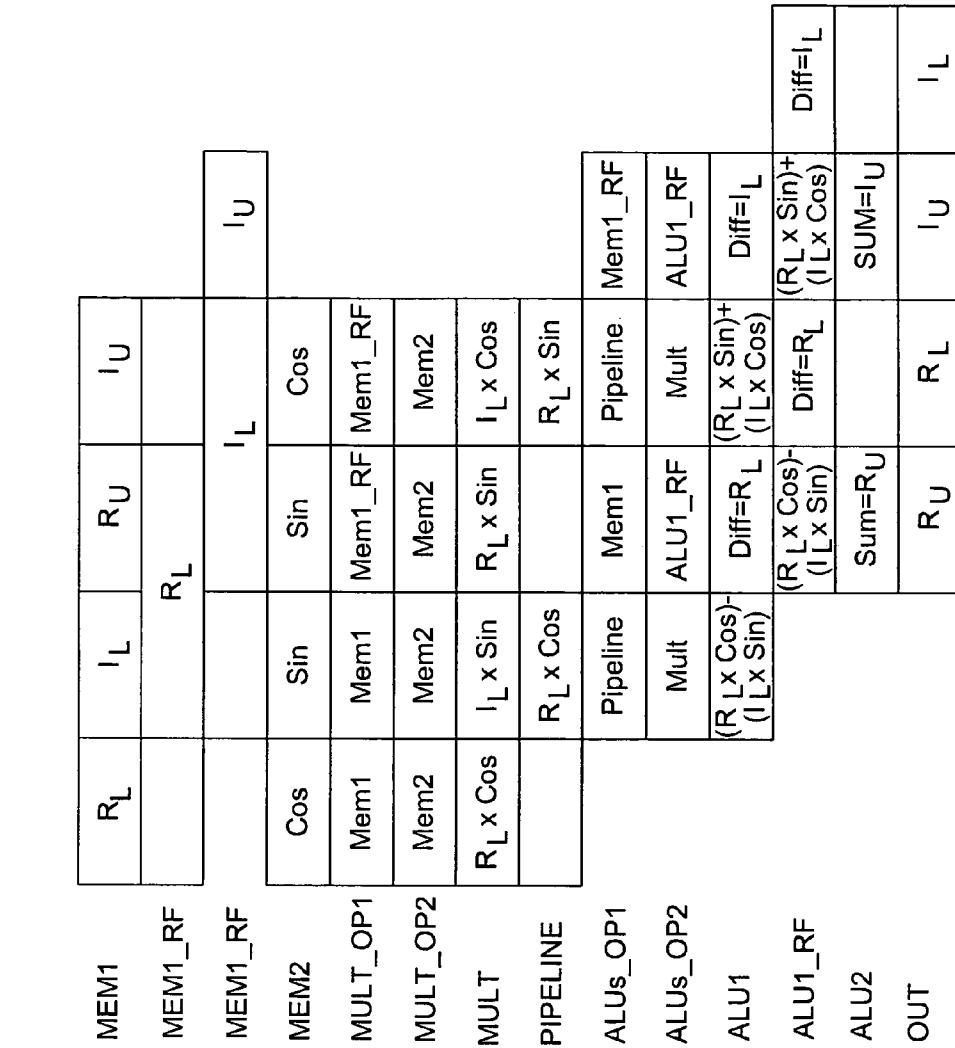 MEM1 R_L I_L R_U I_U
MEM1_RF R_L
MEM1_RF I_L I_U
MEM2 Cos Sin Sin Cos
MULT_OP1 Mem1 Mem1 Mem1_RF Mem1_RF
MULT_OP2 Mem2 Mem2 Mem2 Mem2
MULT R_L x Cos I_L x Sin R_L x Sin I_L x Cos
PIPELINE R_L x Cos R_L x Sin
ALUs_OP1 Pipeline Mem1 Pipeline Mem1_RF
ALUs_OP2 Mult ALU1_RF Mult ALU1_RF
ALU1 (R_L x Cos)- (I_L x Sin) Diff=R_L (R_L x Sin)+ (I_L x Cos) Diff=I_L
ALU1_RF (R_L x Cos)- (I_L x Sin) Diff=R_L (R_L x Sin)+ (I_L x Cos) Diff=I_L
ALU2 Sum=R_U SUM=I_U
OUT R_U R_L I_U I_L